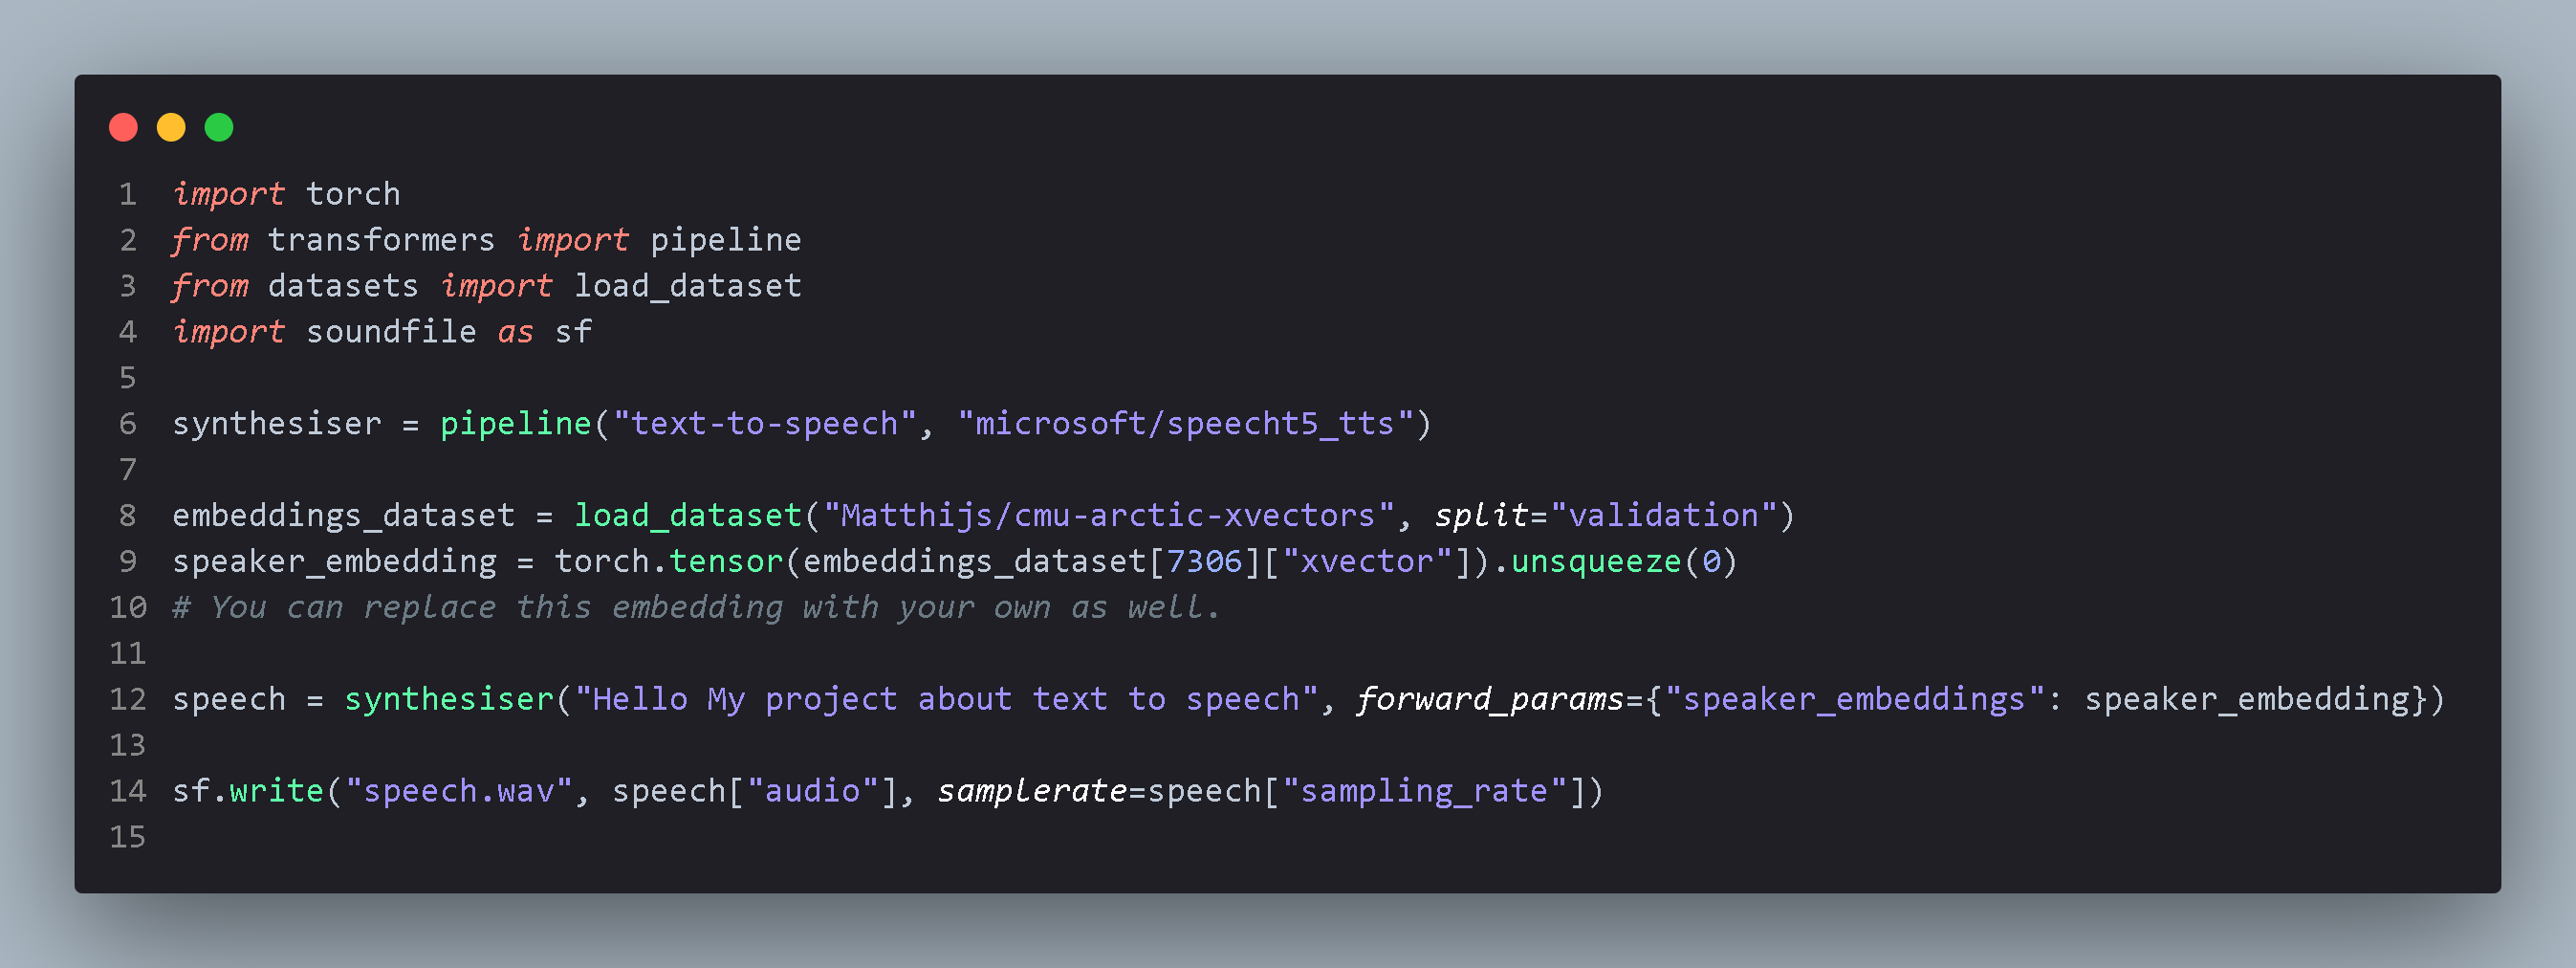 1 import torch
2 from transformers import pipeline
3 from datasets import load_dataset
4 import soundfile as sf
5
6 synthesiser = pipeline("text-to-speech", "microsoft/speecht5_tts")
7
8 embeddings_dataset = load_dataset("Matthijs/cmu-arctic-xvectors", split="validation")
9 speaker_embedding = torch.tensor(embeddings_dataset[7306]["xvector"]).unsqueeze(0)
10 # You can replace this embedding with your own as well.
11
12 speech = synthesiser("Hello My project about text to speech", forward_params={"speaker_embeddings": speaker_embedding})
13
14 sf.write("speech.wav", speech["audio"], samplerate=speech["sampling_rate"])
15